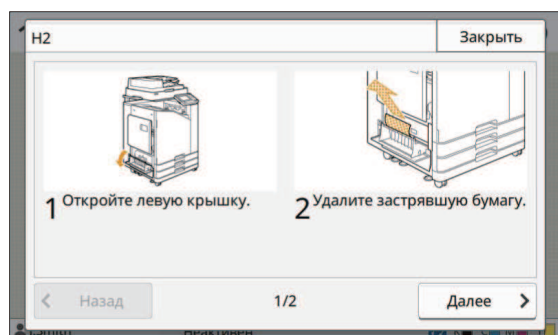 H2
Закрыть
1 Откройте левую крышку.
2 Удалите застрявшую бумагу.
Назад
1/2
Далее